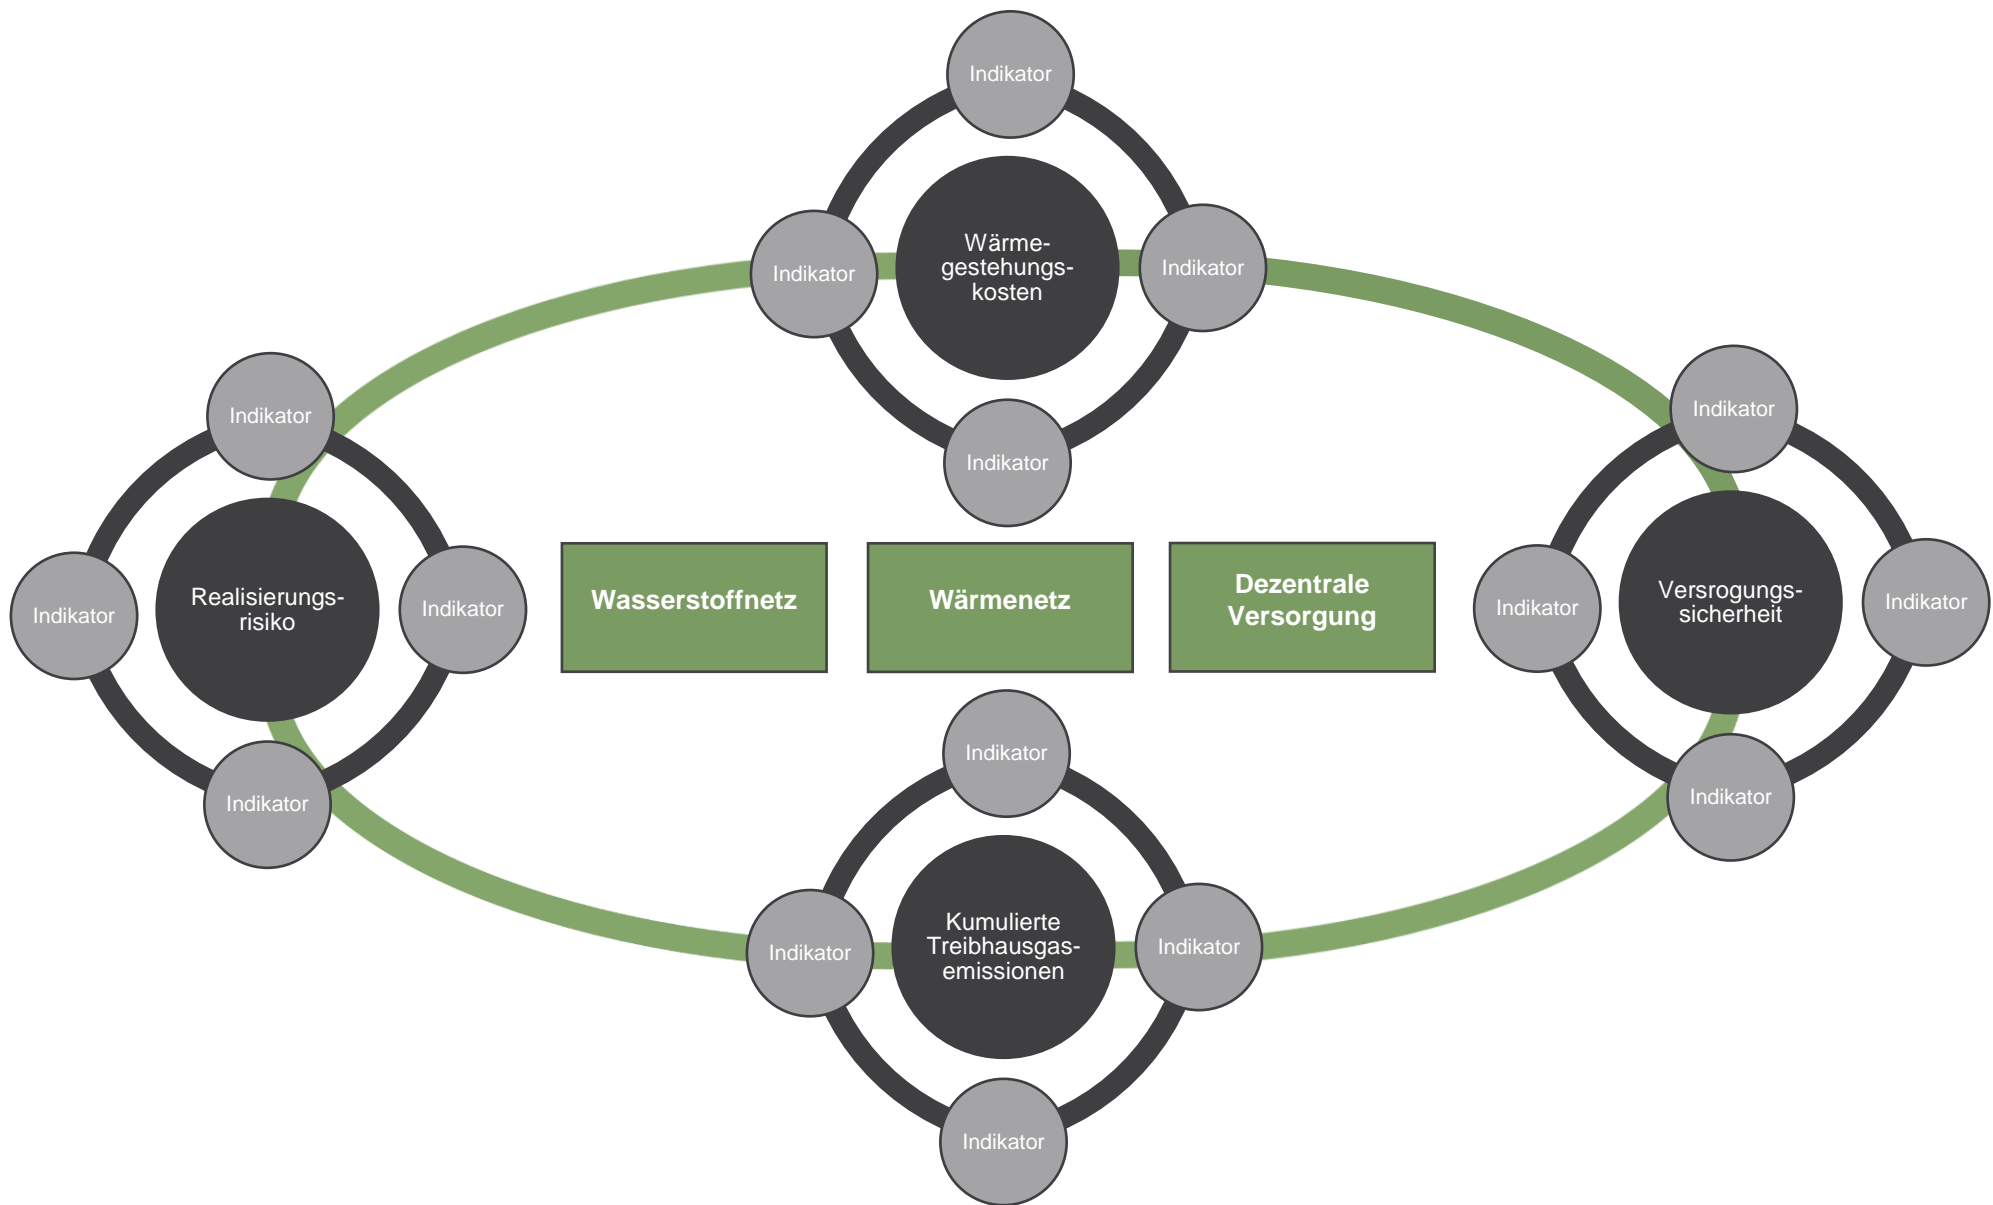 Indikator
Indikator
Wärme-
gestehungs-
kosten
Indikator
Indikator
Indikator
Indikator
Realisierungs-
risiko
Indikator
Indikator
Wasserstoffnetz
Wärmenetz
Dezentrale
Versorgung
Indikator
Indikator
Versrogungs-
sicherheit
Indikator
Indikator
Indikator
Indikator
Kumulierte
Treibhausgas-
emissionen
Indikator
Indikator